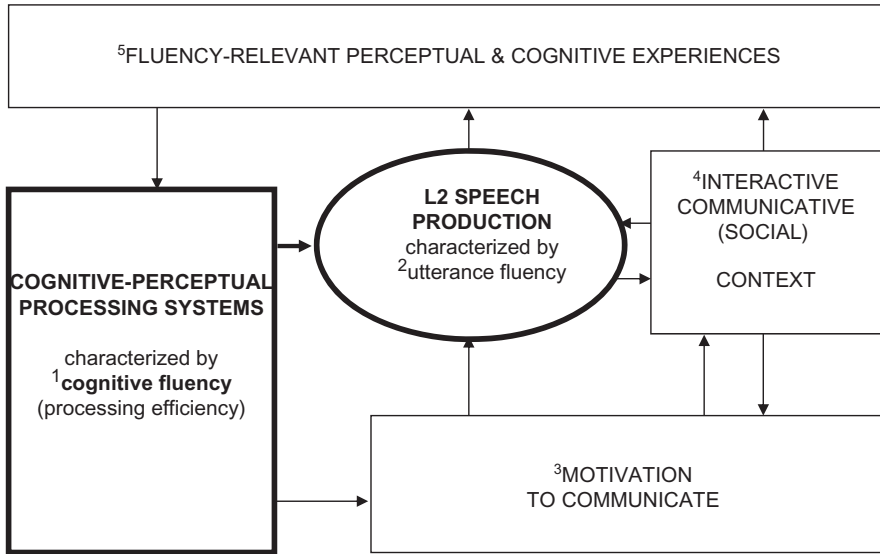 ⁵FLUENCY-RELEVANT PERCEPTUAL & COGNITIVE EXPERIENCES
L2 SPEECH
PRODUCTION
characterized by
²utterance fluency
⁴INTERACTIVE
COMMUNICATIVE
(SOCIAL)
CONTEXT
COGNITIVE-PERCEPTUAL
PROCESSING SYSTEMS
characterized by
¹cognitive fluency
(processing efficiency)
³MOTIVATION
TO COMMUNICATE